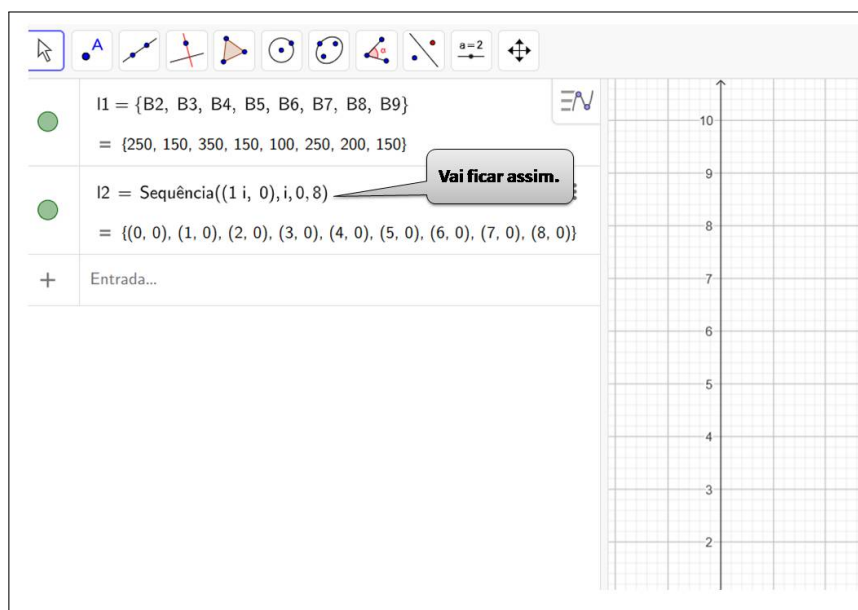 A
α
a=2
l1 = {B2, B3, B4, B5, B6, B7, B8, B9}
= {250, 150, 350, 150, 100, 250, 200, 150}
Vai ficar assim.
l2 = Sequência((1 i, 0), i, 0, 8)
= {(0, 0), (1, 0), (2, 0), (3, 0), (4, 0), (5, 0), (6, 0), (7, 0), (8, 0)}
+ Entrada...
10
9
8
7
6
5
4
3
2